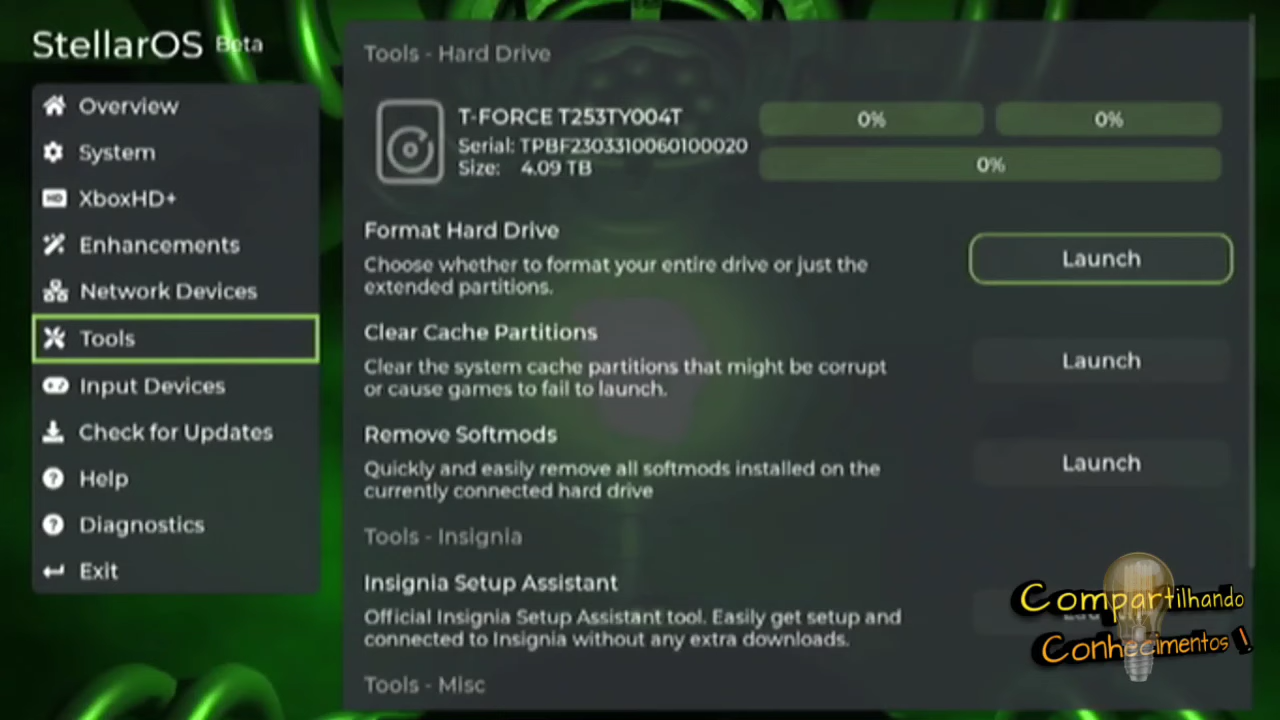 StellarOS Beta
Overview
System
XboxHD+
Enhancements
Network Devices
Tools
Input Devices
Check for Updates
Help
Diagnostics
Exit
Tools - Hard Drive
T-FORCE T253TY004T
Serial: TPBF2303310060100020
Size: 4.09 TB
0%
0%
0%
Format Hard Drive
Choose whether to format your entire drive or just the
extended partitions.
Launch
Clear Cache Partitions
Clear the system cache partitions that might be corrupt
or cause games to fail to launch.
Launch
Remove Softmods
Quickly and easily remove all softmods installed on the
currently connected hard drive
Launch
Tools - Insignia
Insignia Setup Assistant
Official Insignia Setup Assistant tool. Easily get setup and
connected to Insignia without any extra downloads.
Tools - Misc
Compartilhando
Conhecimentos!